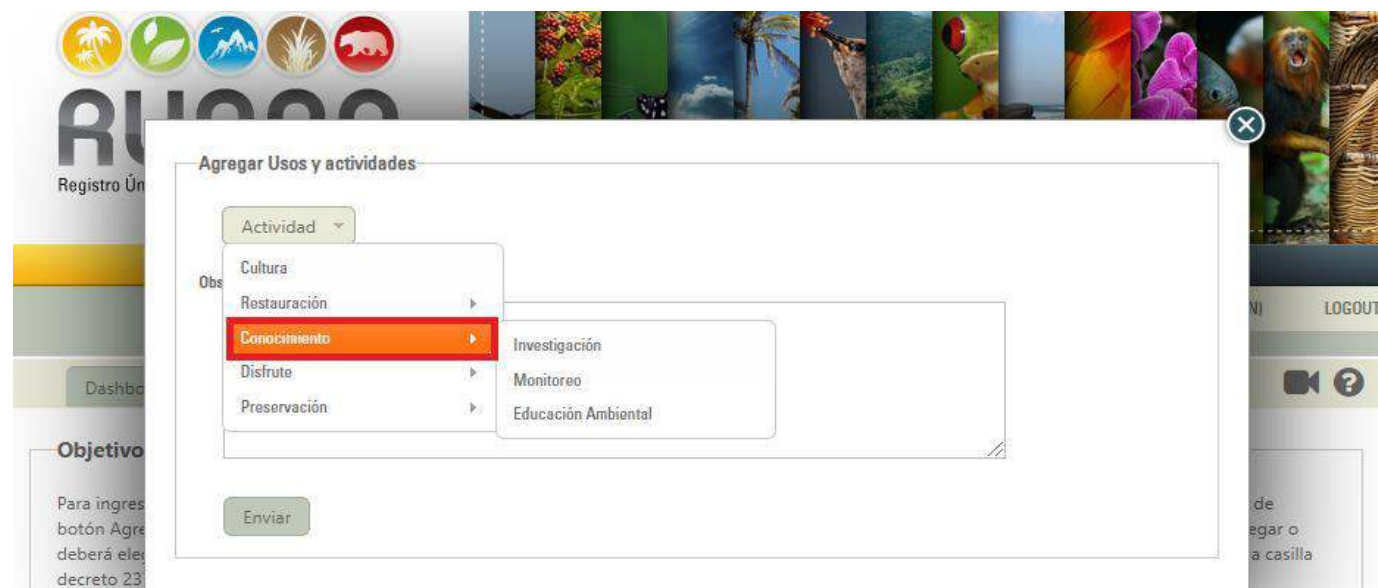 Registro Ún
Agregar Usos y actividades
Actividad
Cultura
Obs
Restauración
Conocimiento
Investigación
Disfrute
Monitoreo
Preservación
Educación Ambiental
Enviar
N)
LOGOUT
Dashbo
Objetivo
Para ingres
de
botón Agre
egar o
deberá eleg
a casilla
decreto 23